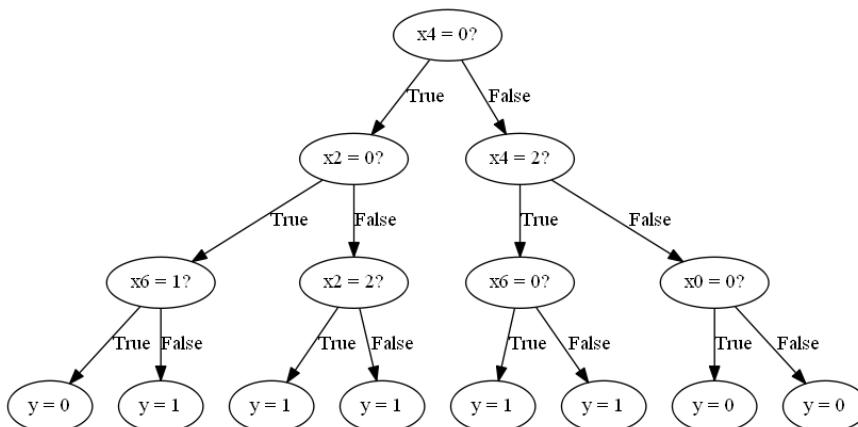 x4 = 0?
True
False
x2 = 0?
x4 = 2?
True
False
True
False
x6 = 1?
x2 = 2?
x6 = 0?
x0 = 0?
True
False
True
False
True
False
True
False
y = 0
y = 1
y = 1
y = 1
y = 1
y = 1
y = 0
y = 0